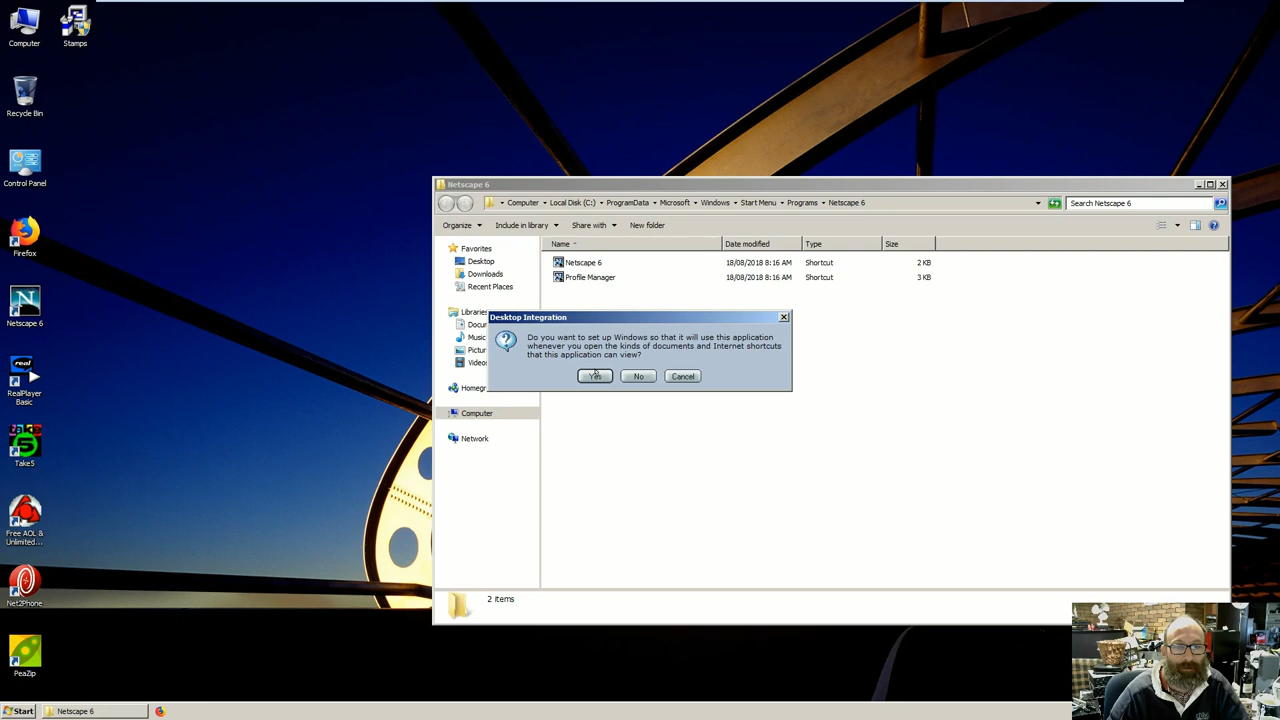 Computer
Stamps
Recycle Bin
Control Panel
Firefox
Netscape 6
RealPlayer
Basic
Take5
Free AOL &
Unlimited...
Net2Phone
PeaZip
Netscape 6
Computer
Local Disk (C:)
ProgramData
Microsoft
Windows
Start Menu
Programs
Netscape 6
Search Netscape 6
Organize
Include in library
Share with
New folder
Favorites
Desktop
Downloads
Recent Places
Libraries
Docu
Music
Pictur
Videos
Homegr
Computer
Network
Name
Date modified
Type
Size
Netscape 6
18/08/2018 8:16 AM
Shortcut
2 KB
Profile Manager
18/08/2018 8:16 AM
Shortcut
3 KB
Desktop Integration
Do you want to set up Windows so that it will use this application
whenever you open the kinds of documents and Internet shortcuts
that this application can view?
Yes
No
Cancel
2 items
Start
Netscape 6